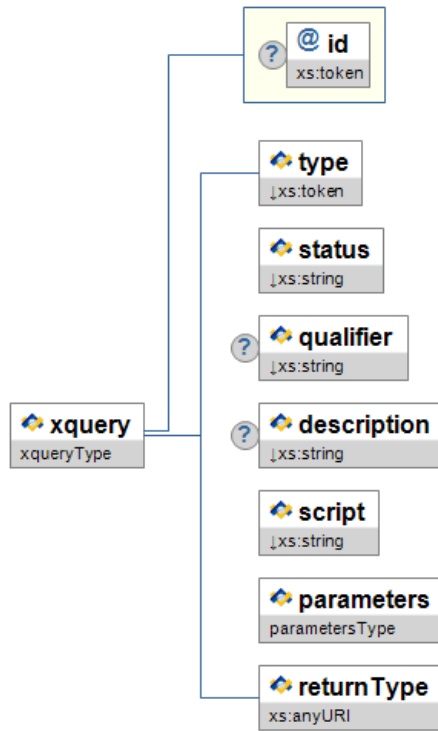 ? @ id
xs:token
type
↓xs:token
status
↓xs:string
? qualifier
↓xs:string
xquery
xqueryType
? description
↓xs:string
script
↓xs:string
parameters
parametersType
returnType
xs:anyURI